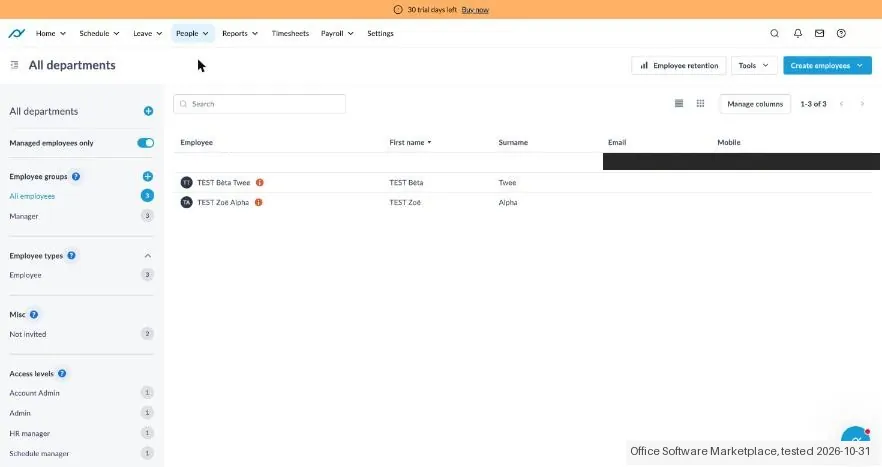 30 trial days left Buy now
Home Schedule Leave People Reports Timesheets Payroll Settings
All departments Employee retention Tools Create employees
All departments
Search Manage columns 1-3 of 3
Managed employees only
Employee First name Surname Email Mobile
Employee groups
All employees 3
TT TEST Bèta Twee TEST Bèta Twee
TA TEST Zoë Alpha TEST Zoë Alpha
Manager 3
Employee types
Employee 3
Misc
Not invited 2
Access levels
Account Admin 1
Admin 1
HR manager 1
Schedule manager 1
Office Software Marketplace, tested 2026-10-31